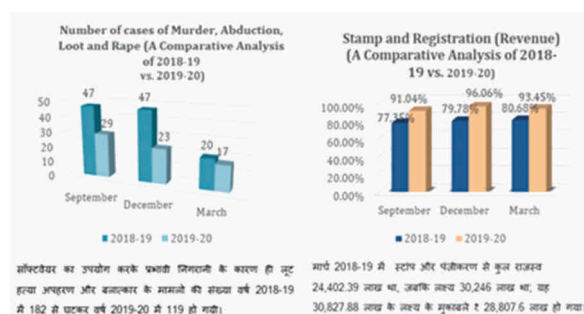 Number of cases of Murder, Abduction,
Loot and Rape (A Comparative Analysis
of 2018-19
vs. 2019-20)
47
47
50
40
29
30
23
20
20
17
10
0
September
December
March
2018-19
2019-20
सॉफ्टवेयर का उपयोग करके प्रभावी निगरानी के कारण ही लूट
हत्या अपहरण और बलात्कार के मामलो की संख्या वर्ष 2018-19
में 182 से घटकर वर्ष 2019-20 में 119 हो गयी।
Stamp and Registration (Revenue)
(A Comparative Analysis of 2018-
19 vs. 2019-20)
91.04%
96.06%
93.45%
77.35%
79.78%
80.68%
100.00%
80.00%
60.00%
40.00%
20.00%
0.00%
September
December
March
2018-19
2019-20
मार्च 2018-19 में स्टांप और पंजीकरण से कुल राजस्व
24,402.39 लाख था, जबकि लक्ष्य 30,246 लाख था; यह
30,827.88 लाख के लक्ष्य के मुकाबले ₹ 28,807.6 लाख हो गया।